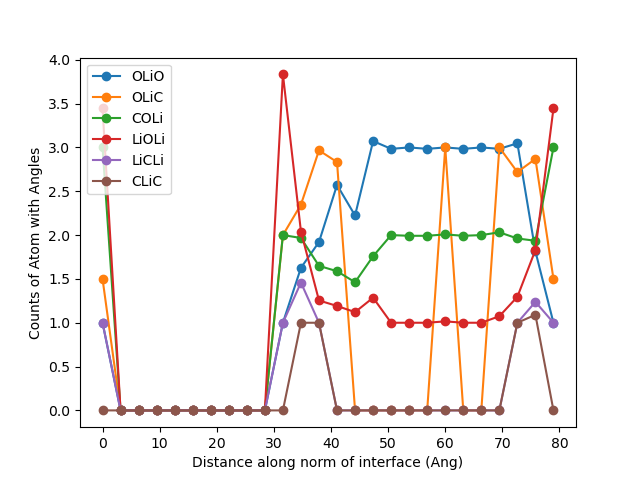 4.0
3.5
3.0
2.5
2.0
1.5
1.0
0.5
0.0
Counts of Atom with Angles
OLiO
OLiC
COLi
LiOLi
LiCLi
CLiC
0 10 20 30 40 50 60 70 80
Distance along norm of interface (Ang)